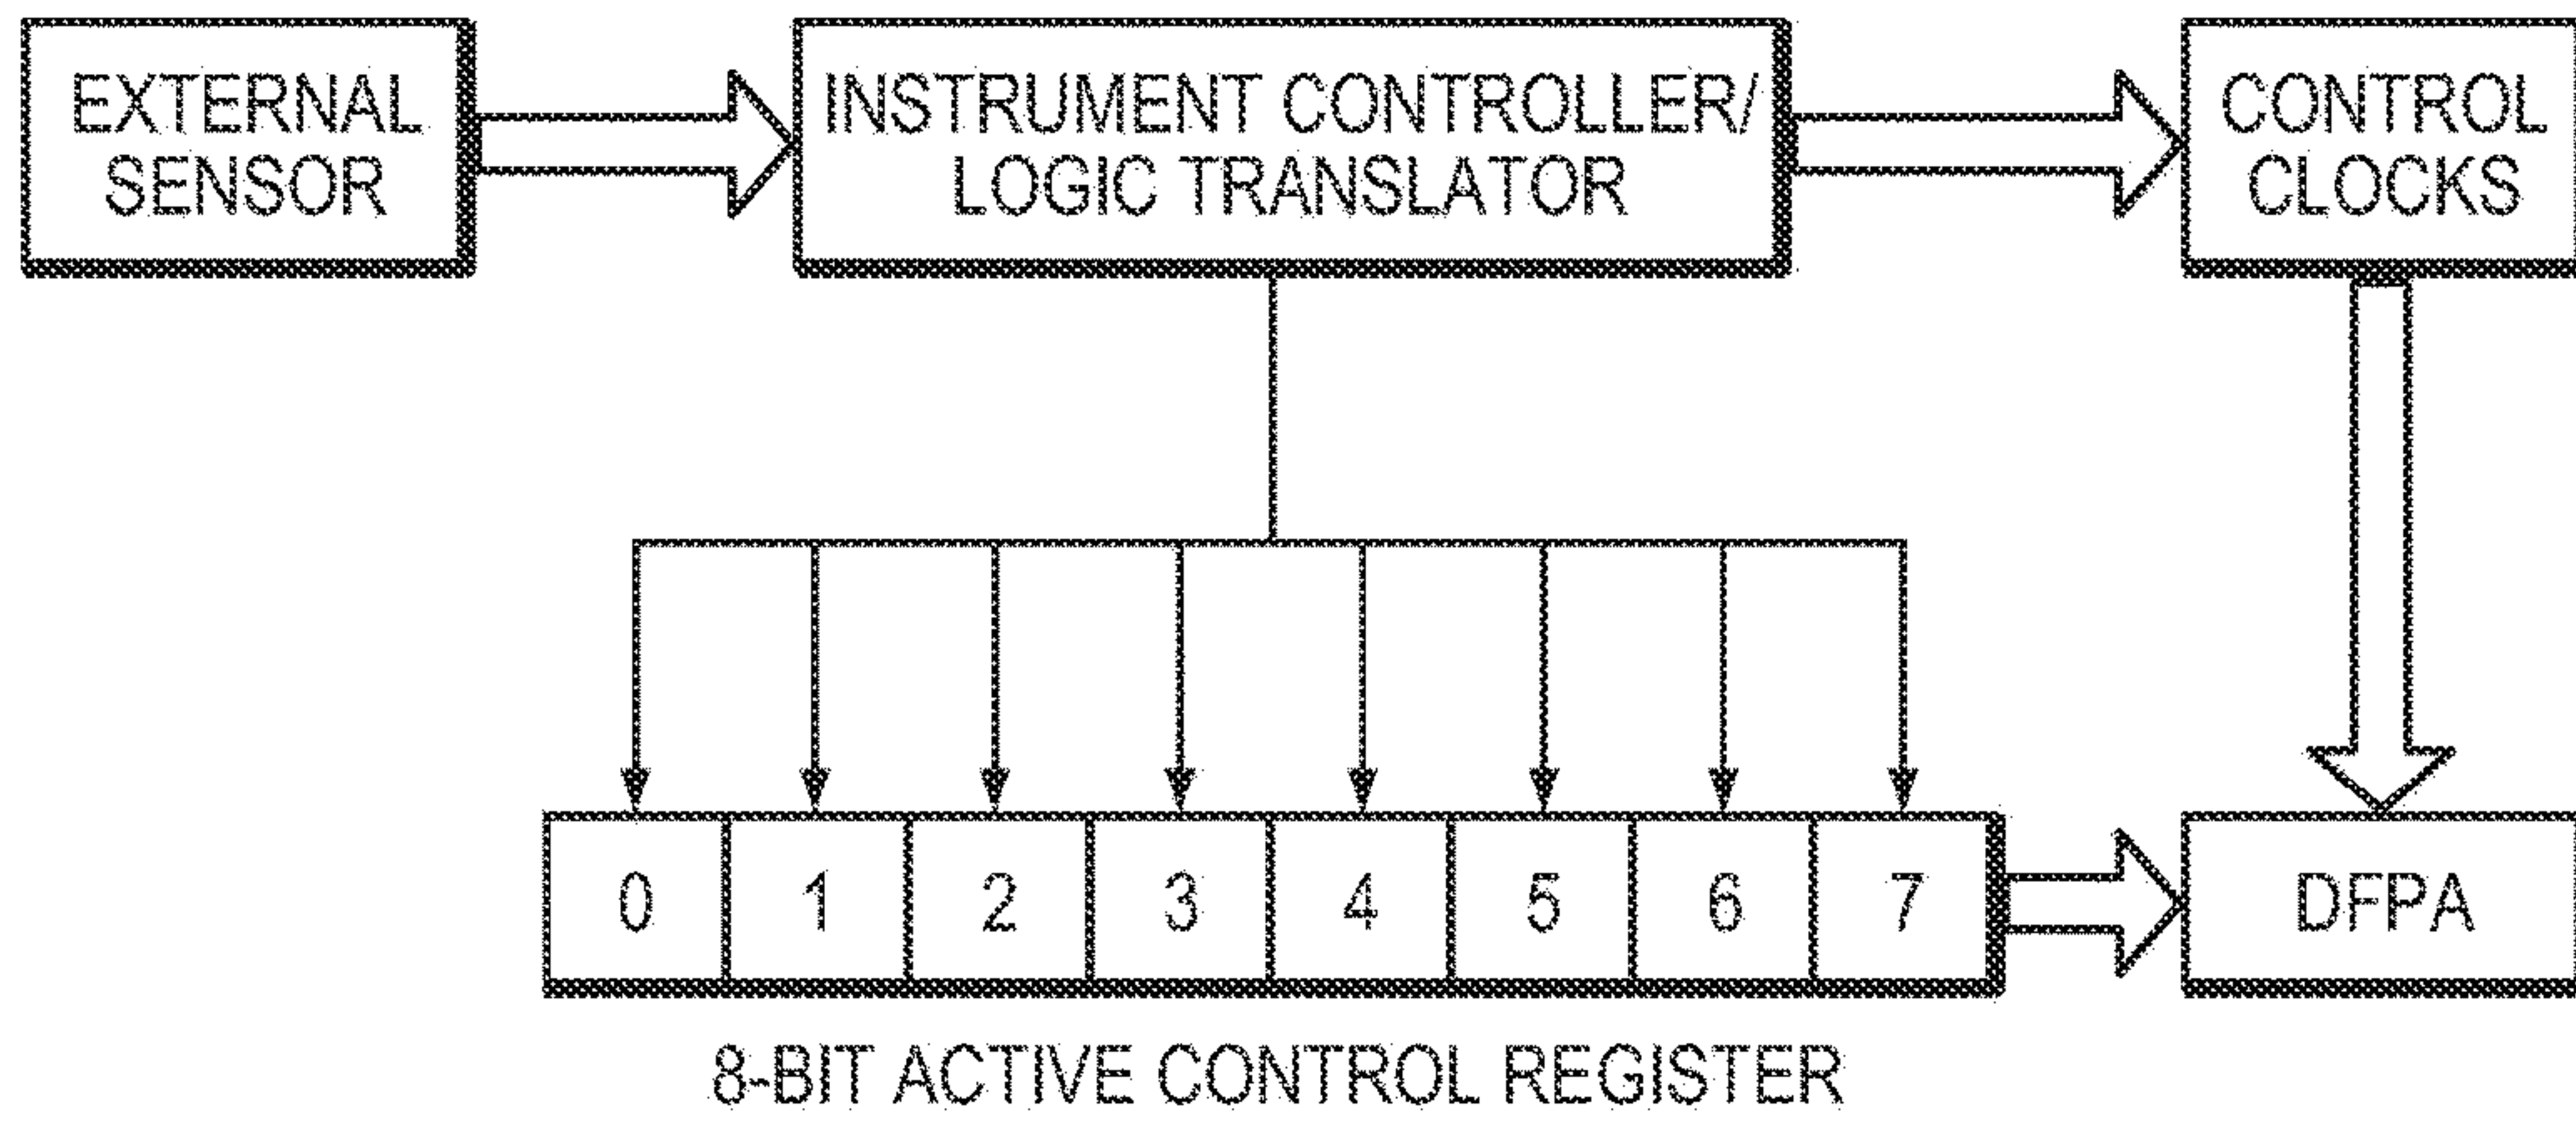 EXTERNAL
SENSOR
INSTRUMENT CONTROLLER/
LOGIC TRANSLATOR
CONTROL
CLOCKS
0 1 2 3 4 5 6 7
DFPA
8-BIT ACTIVE CONTROL REGISTER